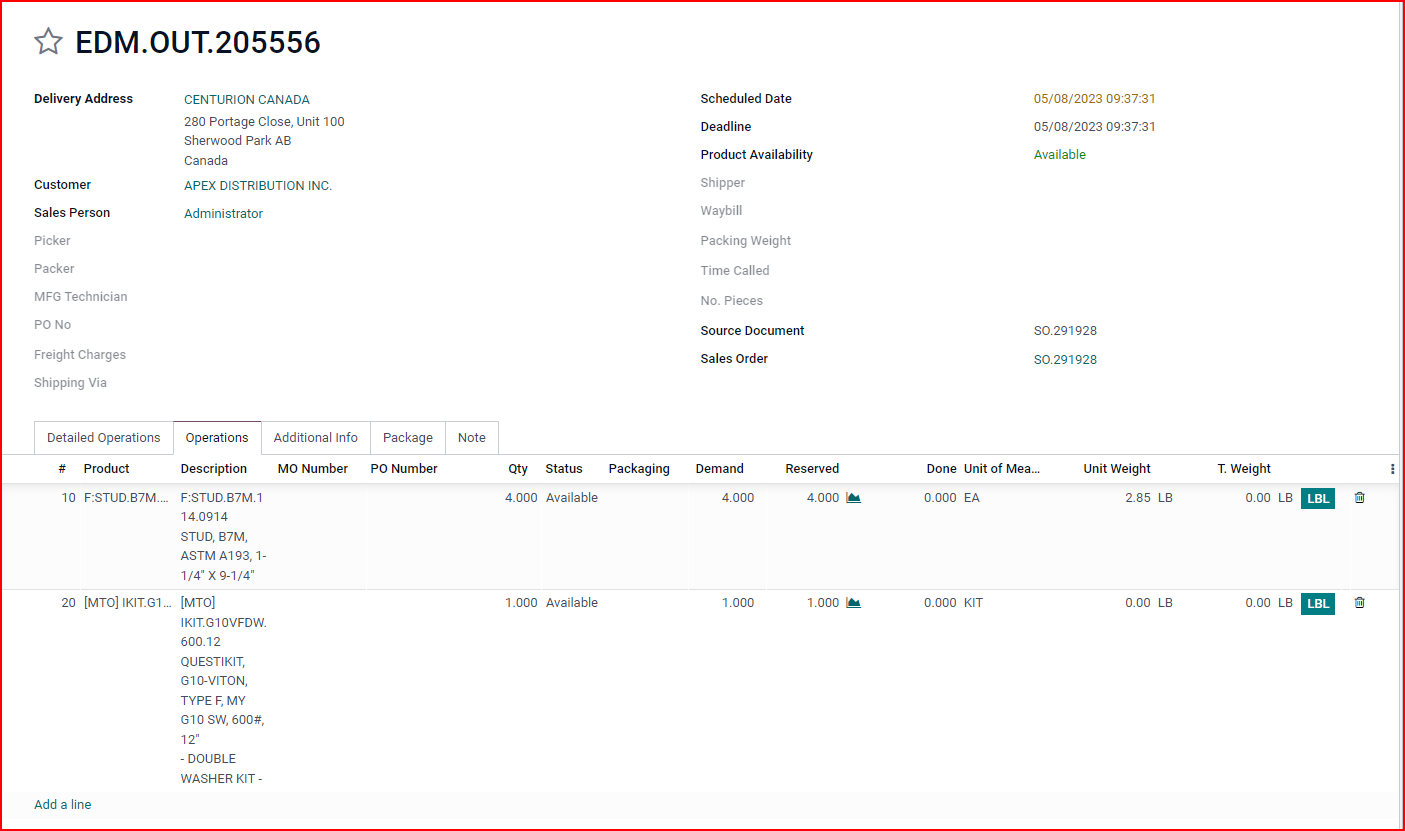 EDM.OUT.205556
Delivery Address
CENTURION CANADA
280 Portage Close, Unit 100
Sherwood Park AB
Canada
Customer
APEX DISTRIBUTION INC.
Sales Person
Administrator
Picker
Packer
MFG Technician
PO No
Freight Charges
Shipping Via
Scheduled Date
05/08/2023 09:37:31
Deadline
05/08/2023 09:37:31
Product Availability
Available
Shipper
Waybill
Packing Weight
Time Called
No. Pieces
Source Document
SO.291928
Sales Order
SO.291928
Detailed Operations Operations Additional Info Package Note
# Product Description MO Number PO Number Qty Status Packaging Demand Reserved Done Unit of Mea... Unit Weight T. Weight
10 F:STUD.B7M.... F:STUD.B7M.1 4.000 Available 4.000 4.000 0.000 EA 2.85 LB 0.00 LB LBL
14.0914
STUD, B7M,
ASTM A193, 1-
1/4" X 9-1/4"
20 [MTO] IKIT.G1... [MTO] 1.000 Available 1.000 1.000 0.000 KIT 0.00 LB 0.00 LB LBL
IKIT.G10VFDW.
600.12
QUESTIKIT,
G10-VITON,
TYPE F, MY
G10 SW, 600#,
12"
- DOUBLE
WASHER KIT -
Add a line